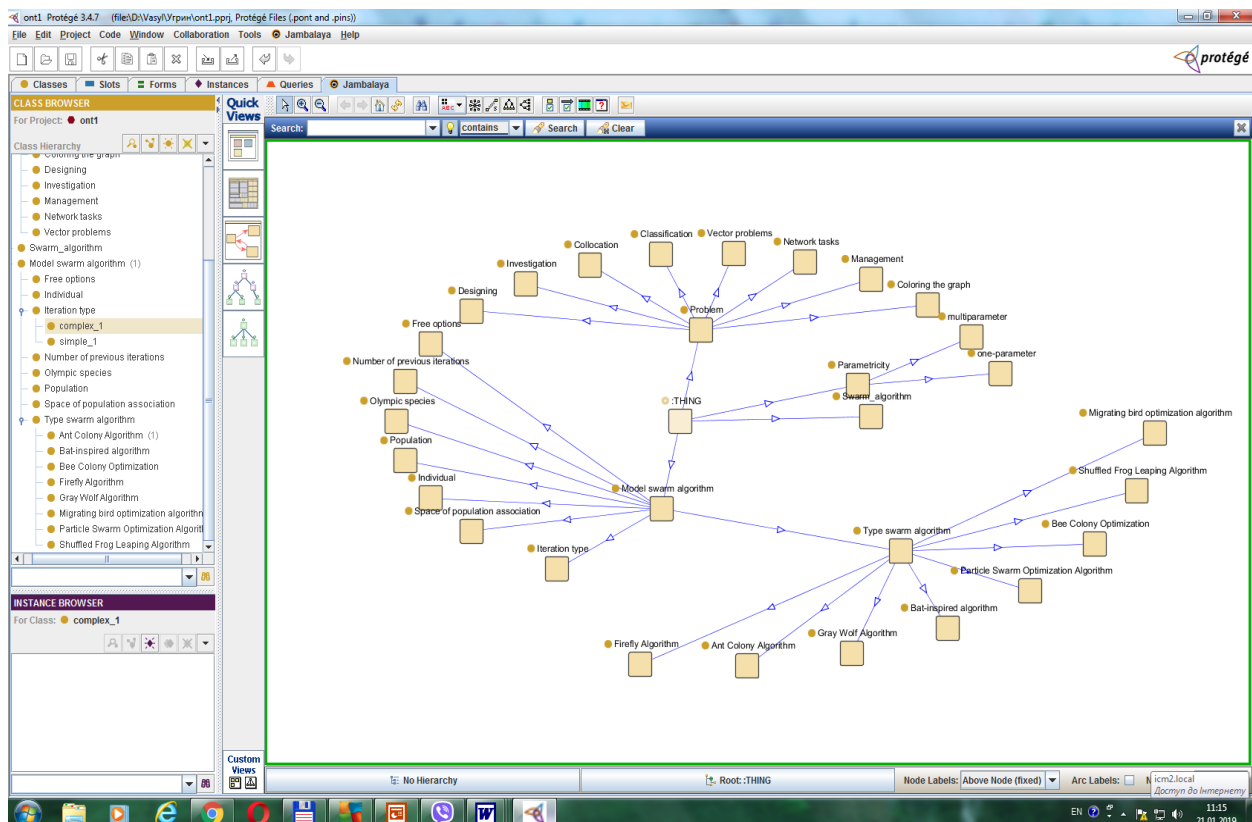 ont1 Protégé 3.4.7 (file:\D:\Vasyl\Угрин\ont1.pprj, Protégé Files (.pont and .pins))
File Edit Project Code Window Collaboration Tools Jambalaya Help
protégé
Classes Slots Forms Instances Queries Jambalaya
CLASS BROWSER
For Project: ont1
Class Hierarchy
Coloring the graph
Designing
Investigation
Management
Network tasks
Vector problems
Swarm_algorithm
Model swarm algorithm (1)
Free options
Individual
Iteration type
complex_1
simple_1
Number of previous iterations
Olympic species
Population
Space of population association
Type swarm algorithm
Ant Colony Algorithm (1)
Bat-inspired algorithm
Bee Colony Optimization
Firefly Algorithm
Gray Wolf Algorithm
Migrating bird optimization algorithm
Particle Swarm Optimization Algorit
Shuffled Frog Leaping Algorithm
INSTANCE BROWSER
For Class: complex_1
Quick
Views
Custom
Views
ABC
Search: contains Search Clear
Classification
Vector problems
Collocation
Network tasks
Investigation
Management
Designing
Coloring the graph
Problem
Free options
multiparameter
Number of previous iterations
one-parameter
Parametricity
Olympic species
:THING
Swarm_algorithm
Migrating bird optimization algorithm
Population
Individual
Shuffled Frog Leaping Algorithm
Model swarm algorithm
Space of population association
Bee Colony Optimization
Type swarm algorithm
Iteration type
Particle Swarm Optimization Algorithm
Bat-inspired algorithm
Gray Wolf Algorithm
Firefly Algorithm
Ant Colony Algorithm
No Hierarchy
Root: :THING
Node Labels: Above Node (fixed) Arc Labels: N
icm2.local
Доступ до Інтернету
EN
11:15
21.01.2019